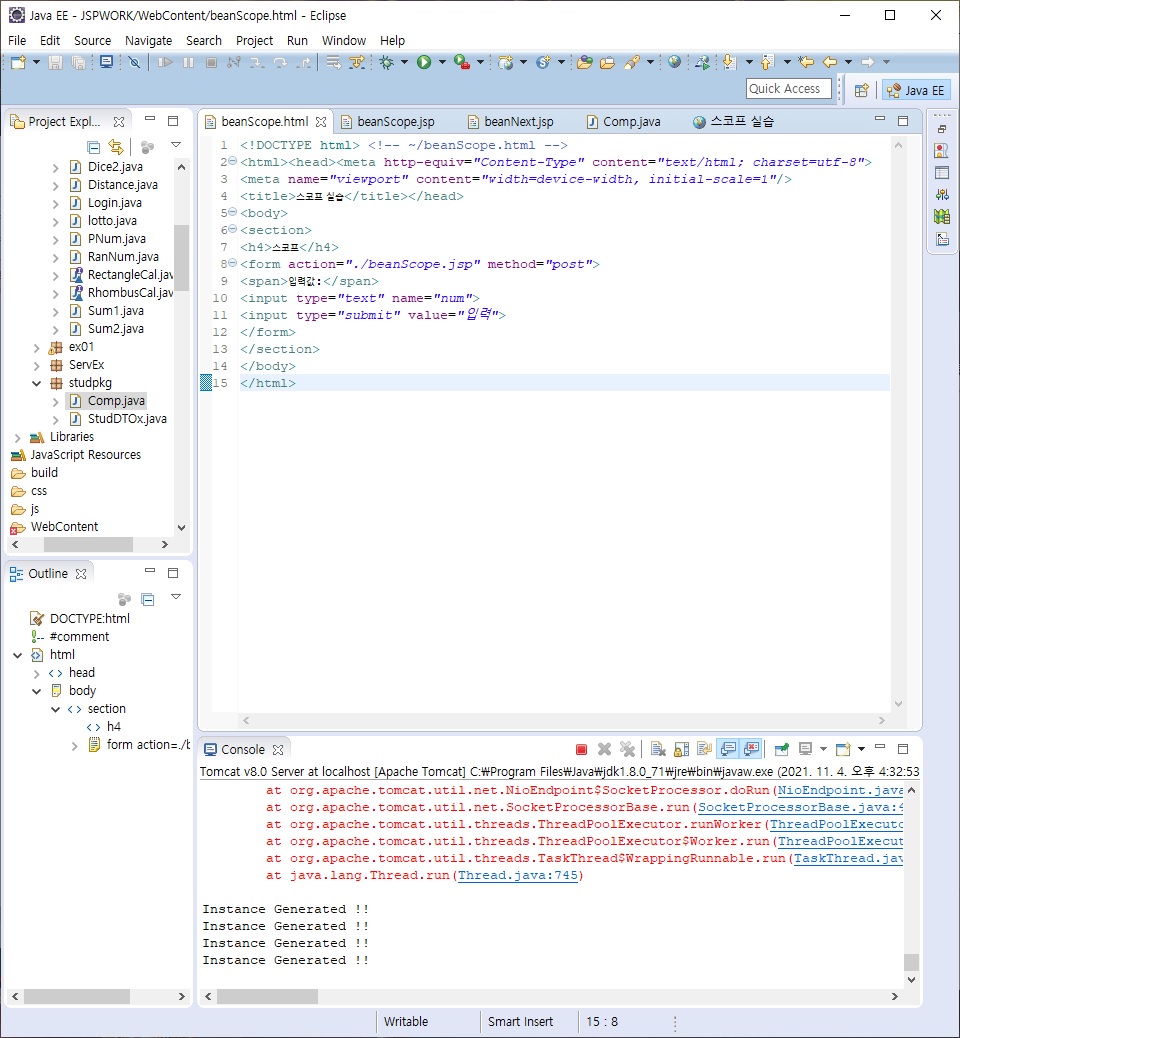 Java EE - JSPWORK/WebContent/beanScope.html - Eclipse
File Edit Source Navigate Search Project Run Window Help
Quick Access
Java EE
Project Expl...
Dice2.java
Distance.java
Login.java
lotto.java
PNum.java
RanNum.java
RectangleCal.jav
RhombusCal.jav
Sum1.java
Sum2.java
ex01
ServEx
studpkg
Comp.java
StudDTOx.java
Libraries
JavaScript Resources
build
css
js
WebContent
Outline
DOCTYPE:html
#comment
html
head
body
section
h4
form action=./b
beanScope.html beanScope.jsp beanNext.jsp Comp.java 스코프 실습
1 <!DOCTYPE html> <!-- ~/beanScope.html -->
2 <html><head><meta http-equiv="Content-Type" content="text/html; charset=utf-8">
3 <meta name="viewport" content="width=device-width, initial-scale=1"/>
4 <title>스코프 실습</title></head>
5 <body>
6 <section>
7 <h4>스코프</h4>
8 <form action="./beanScope.jsp" method="post">
9 <span>입력값:</span>
10 <input type="text" name="num">
11 <input type="submit" value="입력">
12 </form>
13 </section>
14 </body>
15 </html>
Console
Tomcat v8.0 Server at localhost [Apache Tomcat] C:₩Program Files₩Java₩jdk1.8.0_71₩jre₩bin₩javaw.exe (2021. 11. 4. 오후 4:32:53
at org.apache.tomcat.util.net.NioEndpoint$SocketProcessor.doRun(NioEndpoint.java
at org.apache.tomcat.util.net.SocketProcessorBase.run(SocketProcessorBase.java:4
at org.apache.tomcat.util.threads.ThreadPoolExecutor.runWorker(ThreadPoolExecuto
at org.apache.tomcat.util.threads.ThreadPoolExecutor$Worker.run(ThreadPoolExecut
at org.apache.tomcat.util.threads.TaskThread$WrappingRunnable.run(TaskThread.jav
at java.lang.Thread.run(Thread.java:745)
Instance Generated !!
Instance Generated !!
Instance Generated !!
Instance Generated !!
Writable Smart Insert 15 : 8